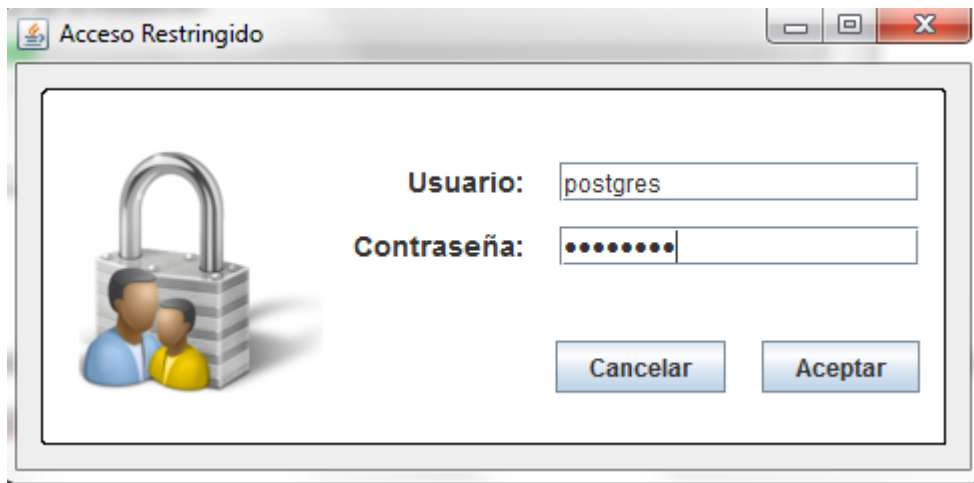 Acceso Restringido
Usuario: postgres
Contraseña: ••••••••
Cancelar Aceptar